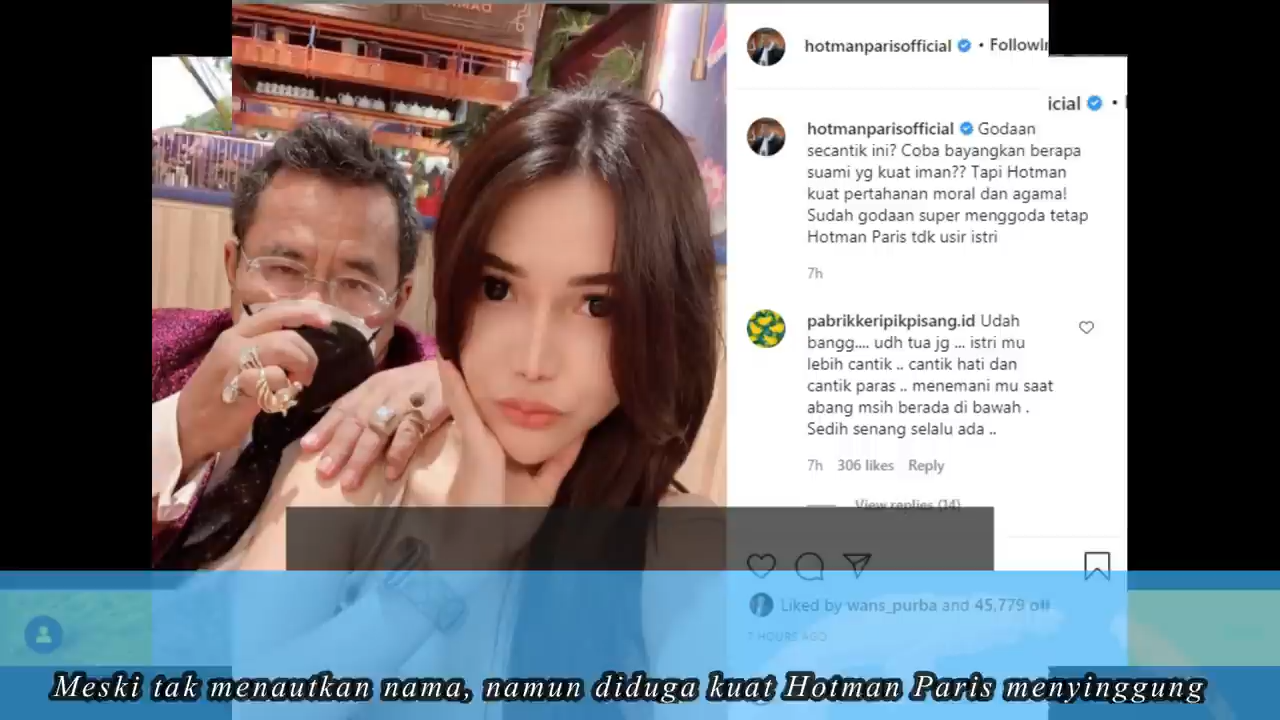 hotmanparisofficial • Followin
icial •
hotmanparisofficial Godaan
secantik ini? Coba bayangkan berapa
suami yg kuat iman?? Tapi Hotman
kuat pertahanan moral dan agama!
Sudah godaan super menggoda tetap
Hotman Paris tdk usir istri
7h
pabrikkeripikpisang.id Udah
bangg.... udh tua jg ... istri mu
lebih cantik .. cantik hati dan
cantik paras .. menemani mu saat
abang msih berada di bawah .
Sedih senang selalu ada ..
7h 306 likes Reply
View replies (14)
Liked by wans_purba and 45,779 ot
7 HOURS AGO
Meski tak menautkan nama, namun diduga kuat Hotman Paris menyinggung